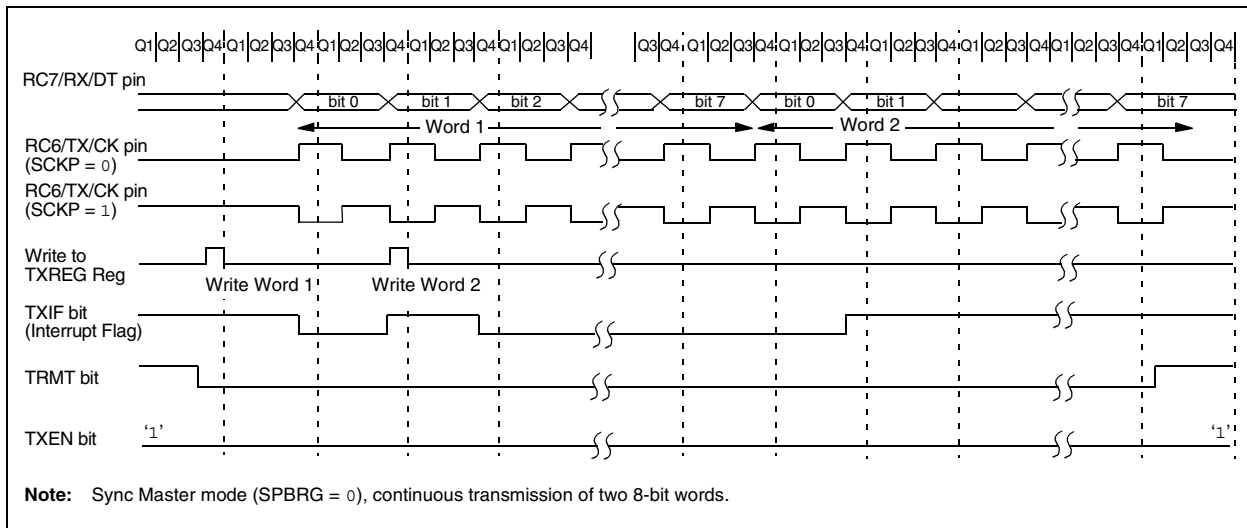 Q1 Q2 Q3 Q4 Q1 Q2 Q3 Q4 Q1 Q2 Q3 Q4 Q1 Q2 Q3 Q4 Q1 Q2 Q3 Q4 Q3 Q4 Q1 Q2 Q3 Q4 Q1 Q2 Q3 Q4 Q1 Q2 Q3 Q4 Q1 Q2 Q3 Q4 Q1 Q2 Q3 Q4 Q1 Q2 Q3 Q4
RC7/RX/DT pin
bit 0 bit 1 bit 2 bit 7 bit 0 bit 1 bit 7
Word 1 Word 2
RC6/TX/CK pin
(SCKP = 0)
RC6/TX/CK pin
(SCKP = 1)
Write to
TXREG Reg
Write Word 1 Write Word 2
TXIF bit
(Interrupt Flag)
TRMT bit
TXEN bit
‘1’ ‘1’
Note: Sync Master mode (SPBRG = 0), continuous transmission of two 8-bit words.